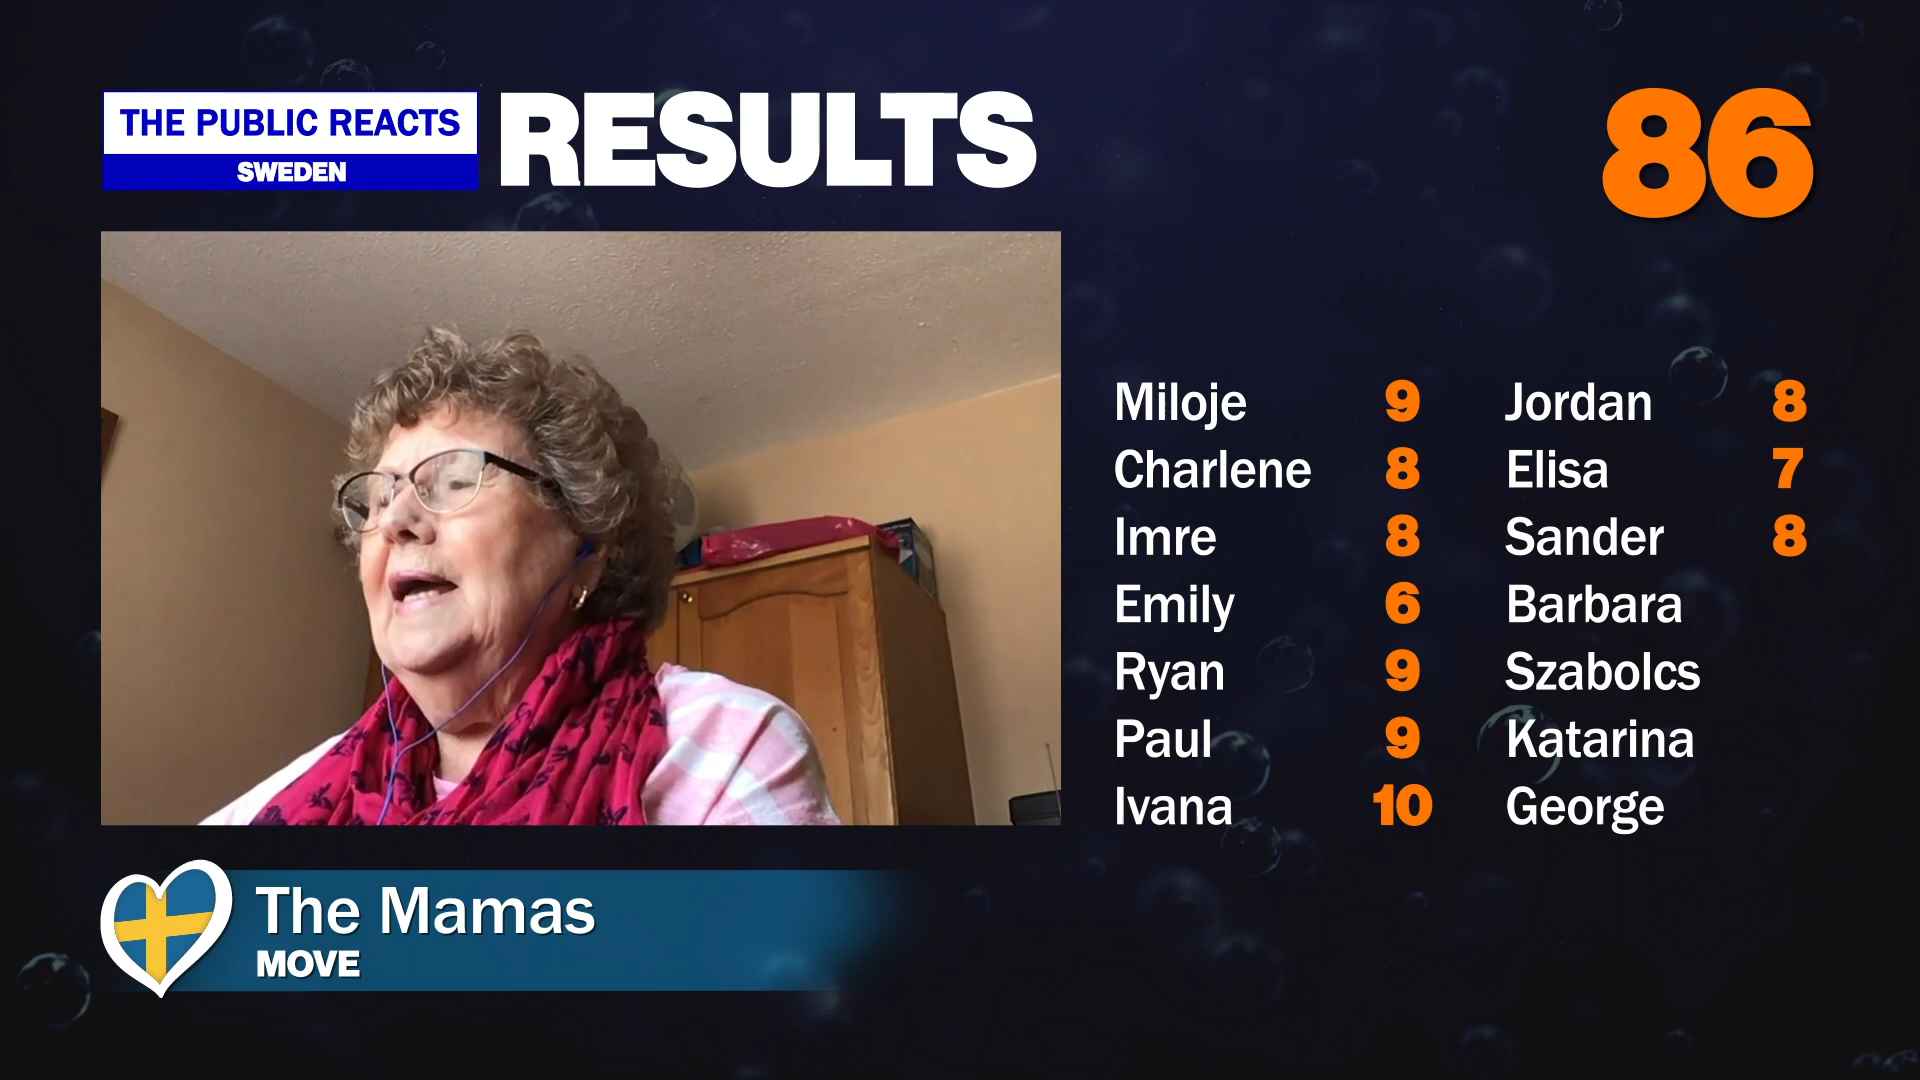 THE PUBLIC REACTS
SWEDEN
RESULTS
86
Miloje 9
Charlene 8
Imre 8
Emily 6
Ryan 9
Paul 9
Ivana 10
Jordan 8
Elisa 7
Sander 8
Barbara
Szabolcs
Katarina
George
The Mamas
MOVE